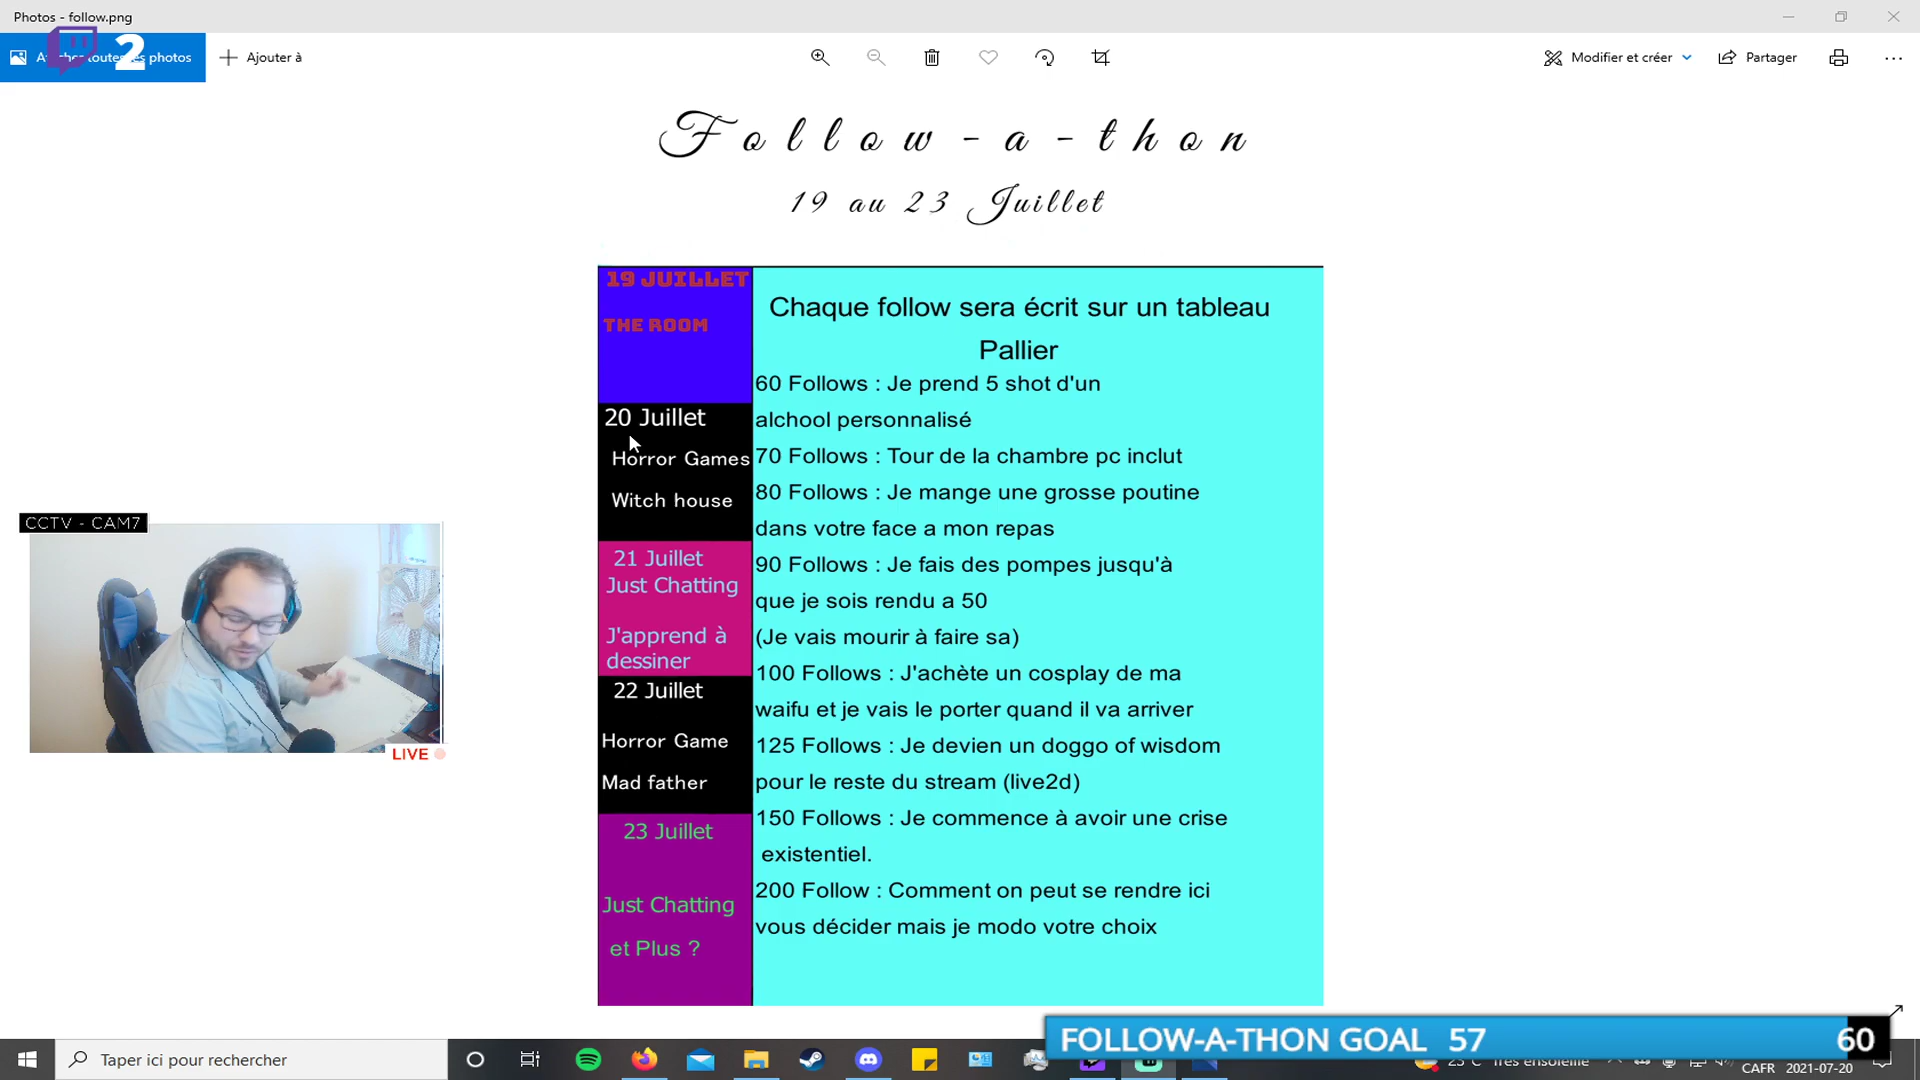 Photos - follow.png
2
Ajouter à
Modifier et créer
Partager
Follow-a-thon
19 au 23 Juillet
19 JUILLET
THE ROOM
20 Juillet
Horror Games
Witch house
21 Juillet
Just Chatting
J'apprend à
dessiner
22 Juillet
Horror Game
Mad father
23 Juillet
Just Chatting
et Plus ?
Chaque follow sera écrit sur un tableau
Pallier
60 Follows : Je prend 5 shot d'un
alchool personnalisé
70 Follows : Tour de la chambre pc inclut
80 Follows : Je mange une grosse poutine
dans votre face a mon repas
90 Follows : Je fais des pompes jusqu'à
que je sois rendu a 50
(Je vais mourir à faire sa)
100 Follows : J'achète un cosplay de ma
waifu et je vais le porter quand il va arriver
125 Follows : Je devien un doggo of wisdom
pour le reste du stream (live2d)
150 Follows : Je commence à avoir une crise
existentiel.
200 Follow : Comment on peut se rendre ici
vous décider mais je modo votre choix
CCTV - CAM7
LIVE
FOLLOW-A-THON GOAL 57 60
Taper ici pour rechercher
CAFR 2021-07-20